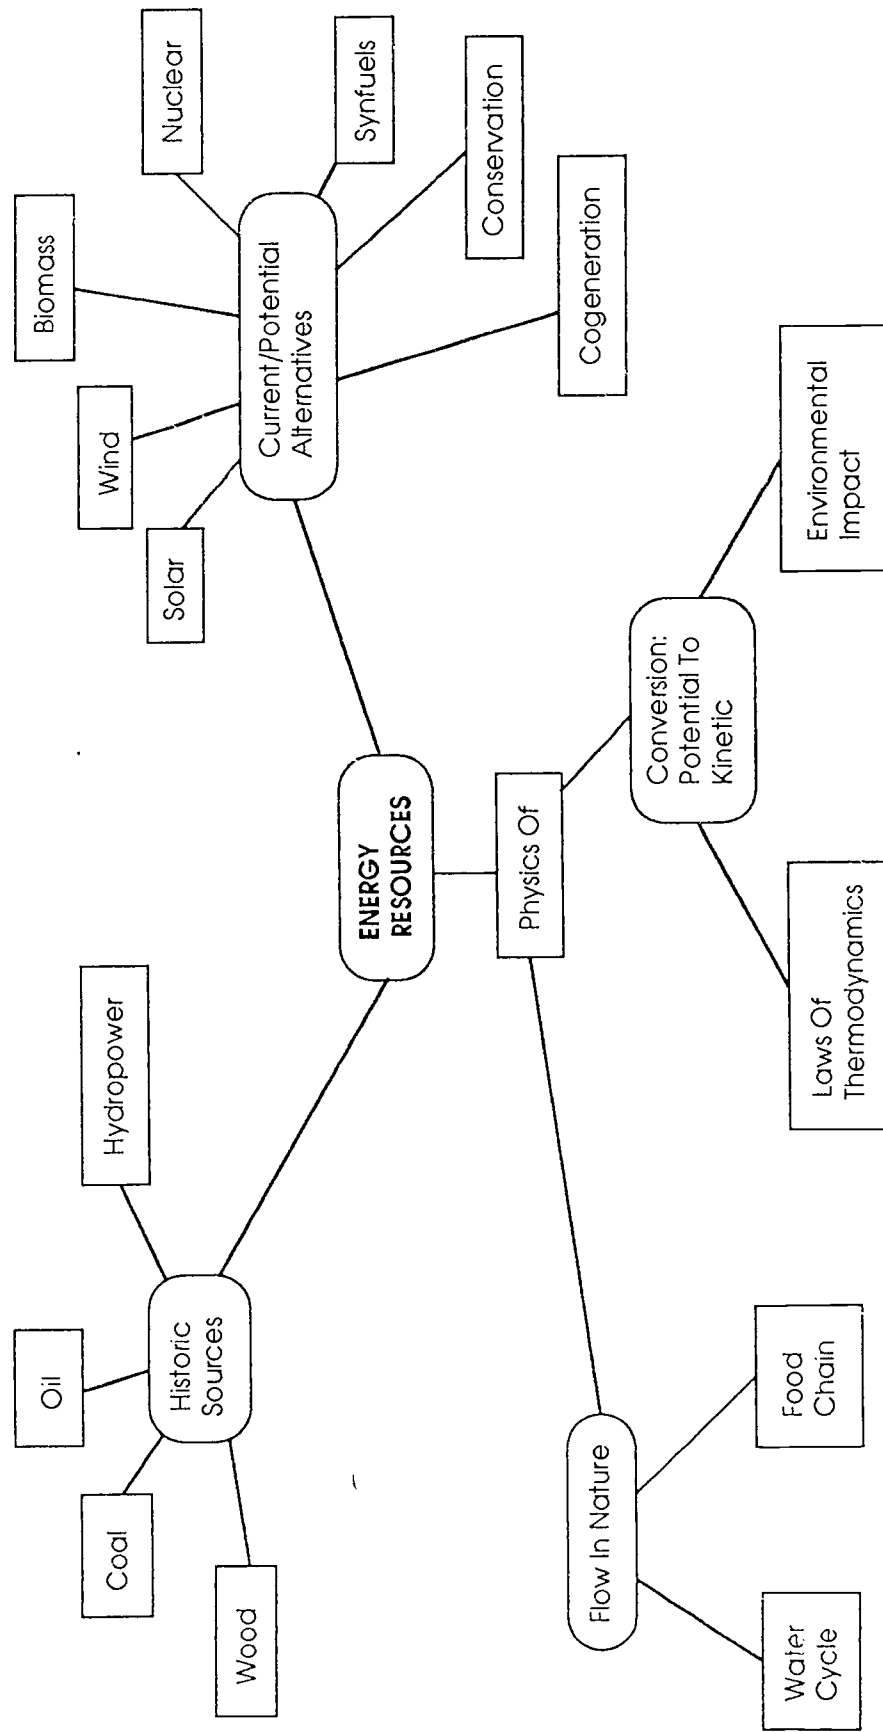 Oil
Coal
Wood
Hydropower
Historic
Sources
ENERGY
RESOURCES
Solar
Wind
Biomass
Nuclear
Synfuels
Conservation
Cogeneration
Current/Potential
Alternatives
Physics Of
Flow In Nature
Water
Cycle
Food
Chain
Conversion:
Potential To
Kinetic
Laws Of
Thermodynamics
Environmental
Impact